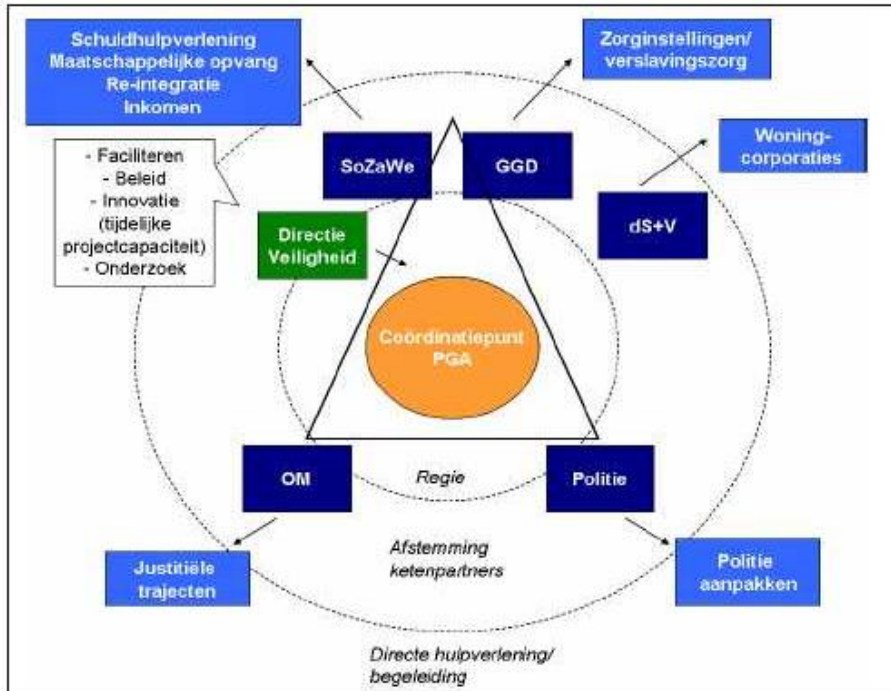 Schuldhulpverlening
Maatschappelijke opvang
Re-integratie
Inkomen
Zorginstellingen/
verslavingszorg
Woning-
corporaties
- Faciliteren
- Beleid
- Innovatie
(tijdelijke
projectcapaciteit)
- Onderzoek
SoZaWe
GGD
dS+V
Directie
Veiligheid
Coördinatiepunt
PGA
OM
Regie
Politie
Justitiële
trajecten
Afstemming
ketenpartners
Politie
aanpakken
Directe hulpverlening/
begeleiding